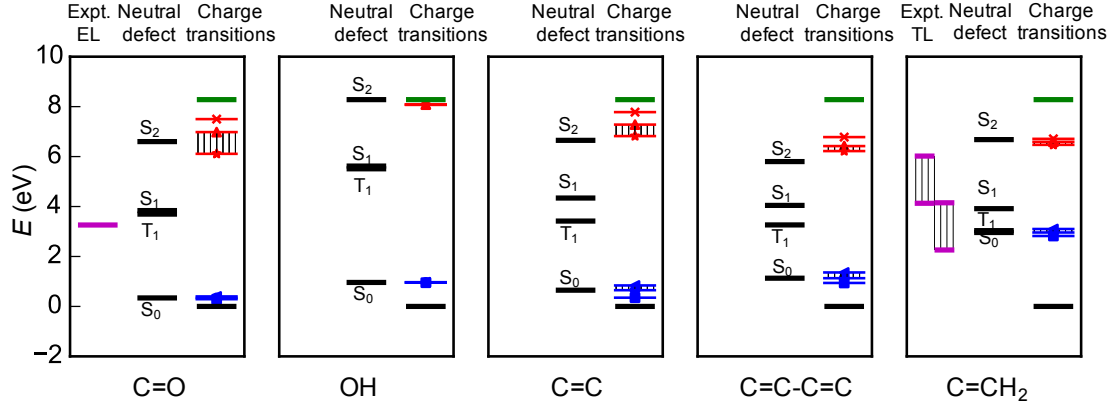 Expt. Neutral Charge
EL defect transitions
Neutral Charge
defect transitions
Neutral Charge
defect transitions
Neutral Charge
defect transitions
Expt. Neutral Charge
TL defect transitions
E (eV)
10
8
6
4
2
0
−2
S₂
S₁
T₁
S₀
S₂
S₁
T₁
S₀
S₂
S₁
T₁
S₀
S₂
S₁
T₁
S₀
S₂
S₁
T₁
S₀
C=O
OH
C=C
C=C-C=C
C=CH₂